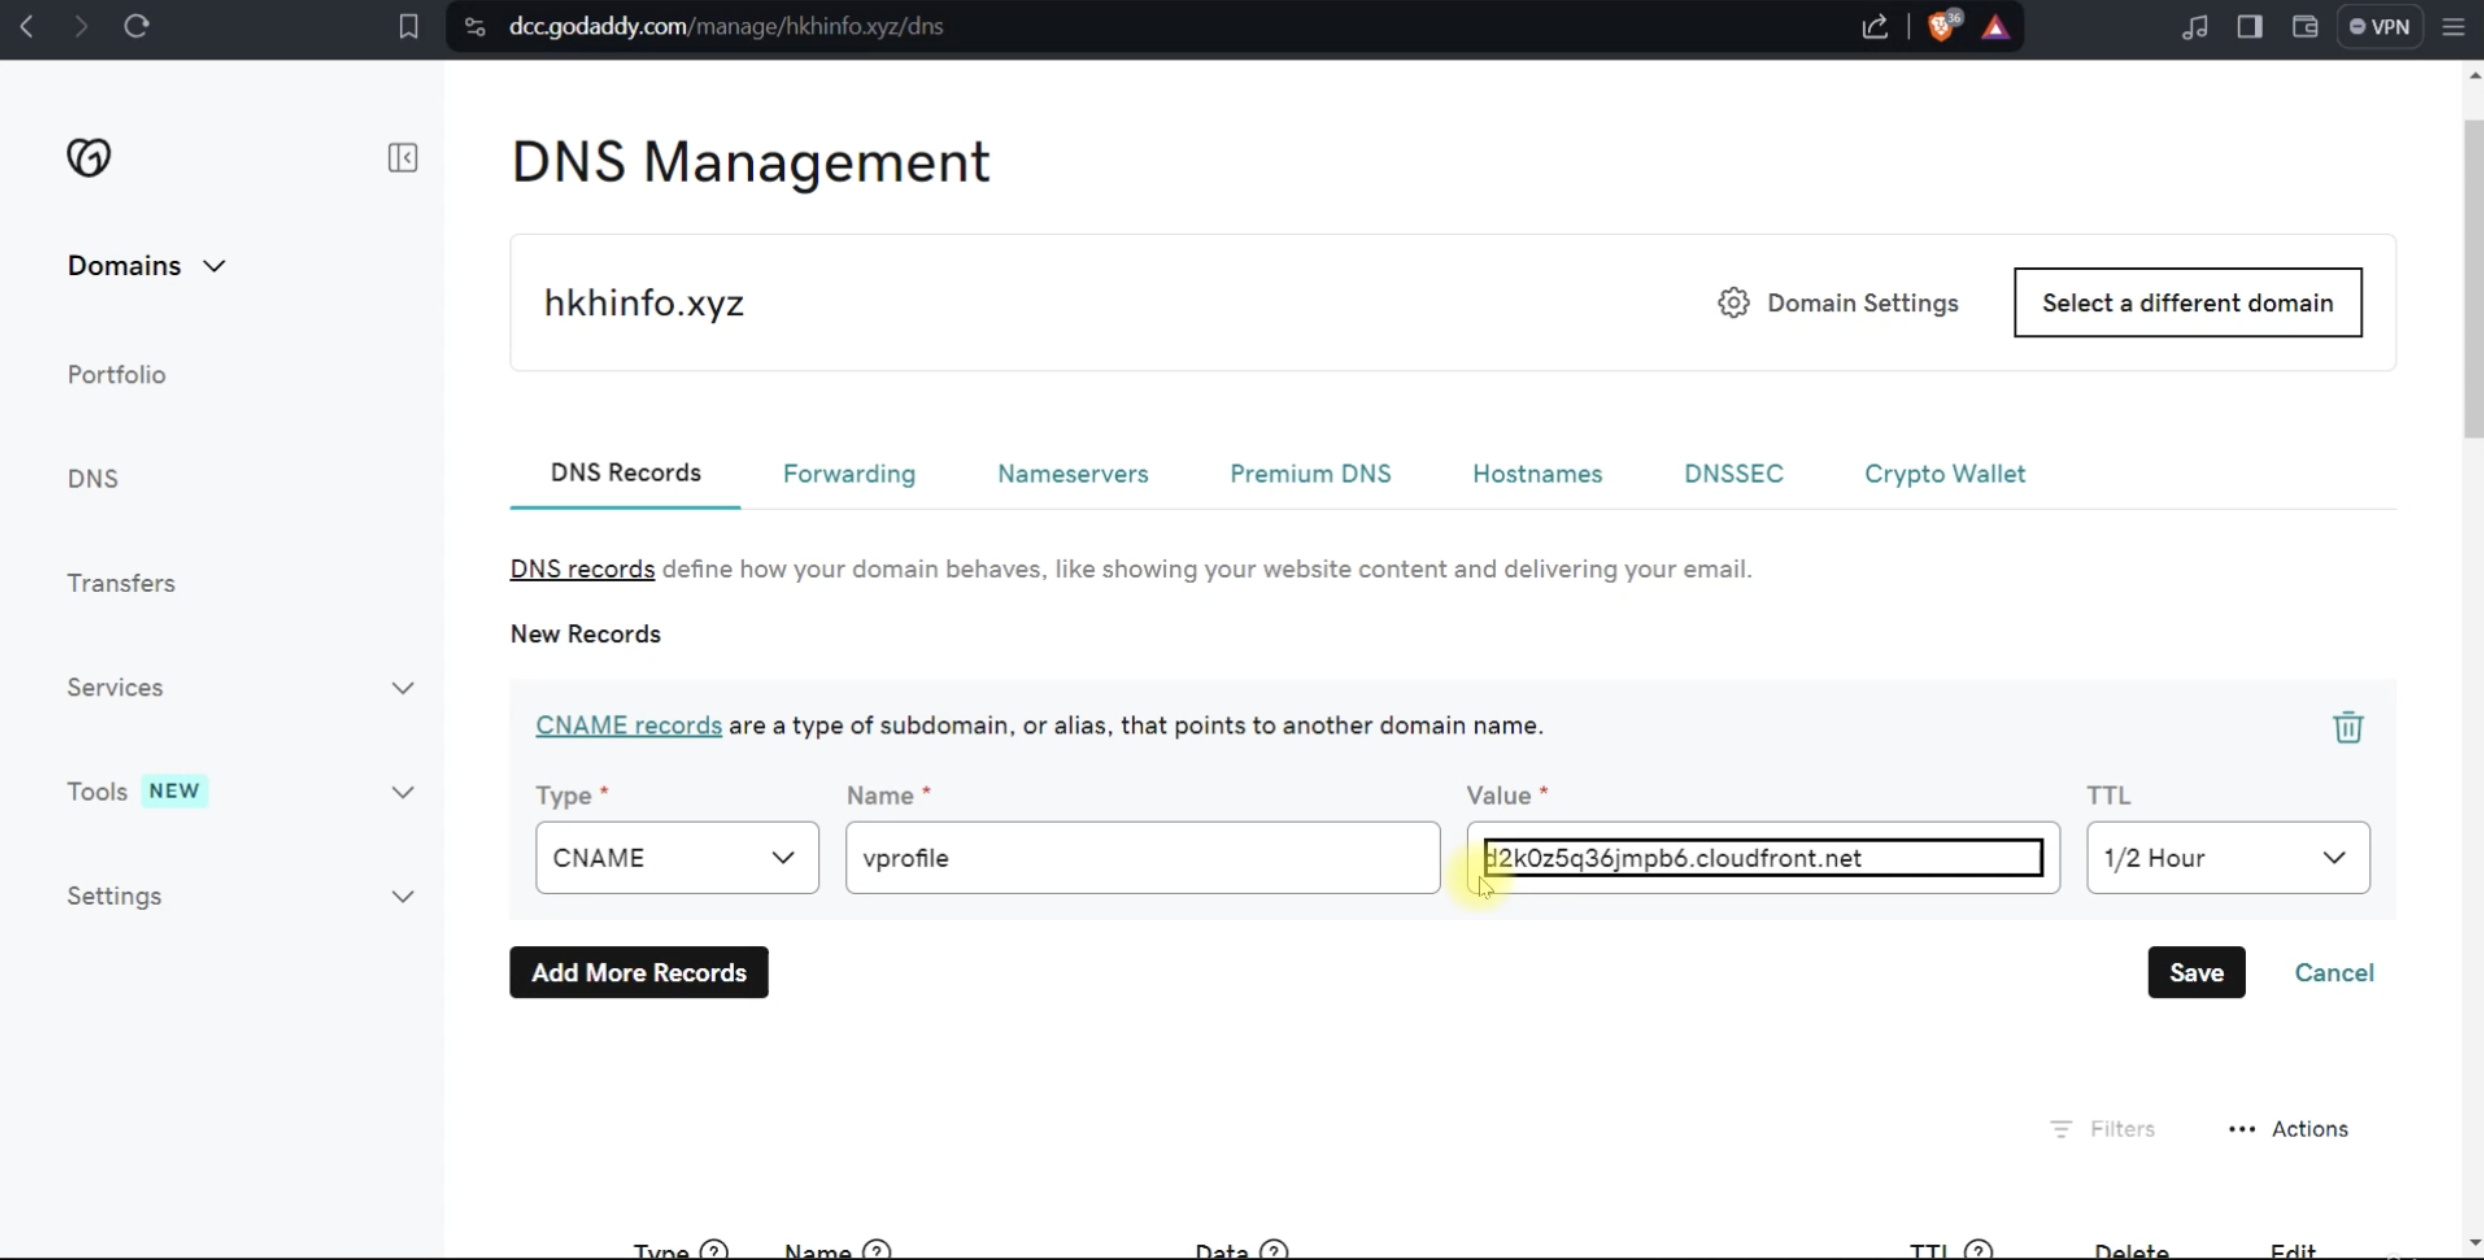 dcc.godaddy.com/manage/hkhinfo.xyz/dns
36
VPN
DNS Management
Domains
hkhinfo.xyz
Domain Settings
Select a different domain
Portfolio
DNS
Transfers
Services
Tools NEW
Settings
DNS Records
Forwarding
Nameservers
Premium DNS
Hostnames
DNSSEC
Crypto Wallet
DNS records define how your domain behaves, like showing your website content and delivering your email.
New Records
CNAME records are a type of subdomain, or alias, that points to another domain name.
Type *
Name *
Value *
TTL
CNAME
vprofile
d2k0z5q36jmpb6.cloudfront.net
1/2 Hour
Add More Records
Save
Cancel
Filters
Actions
Type ?
Name ?
Data ?
TTL ?
Delete
Edit